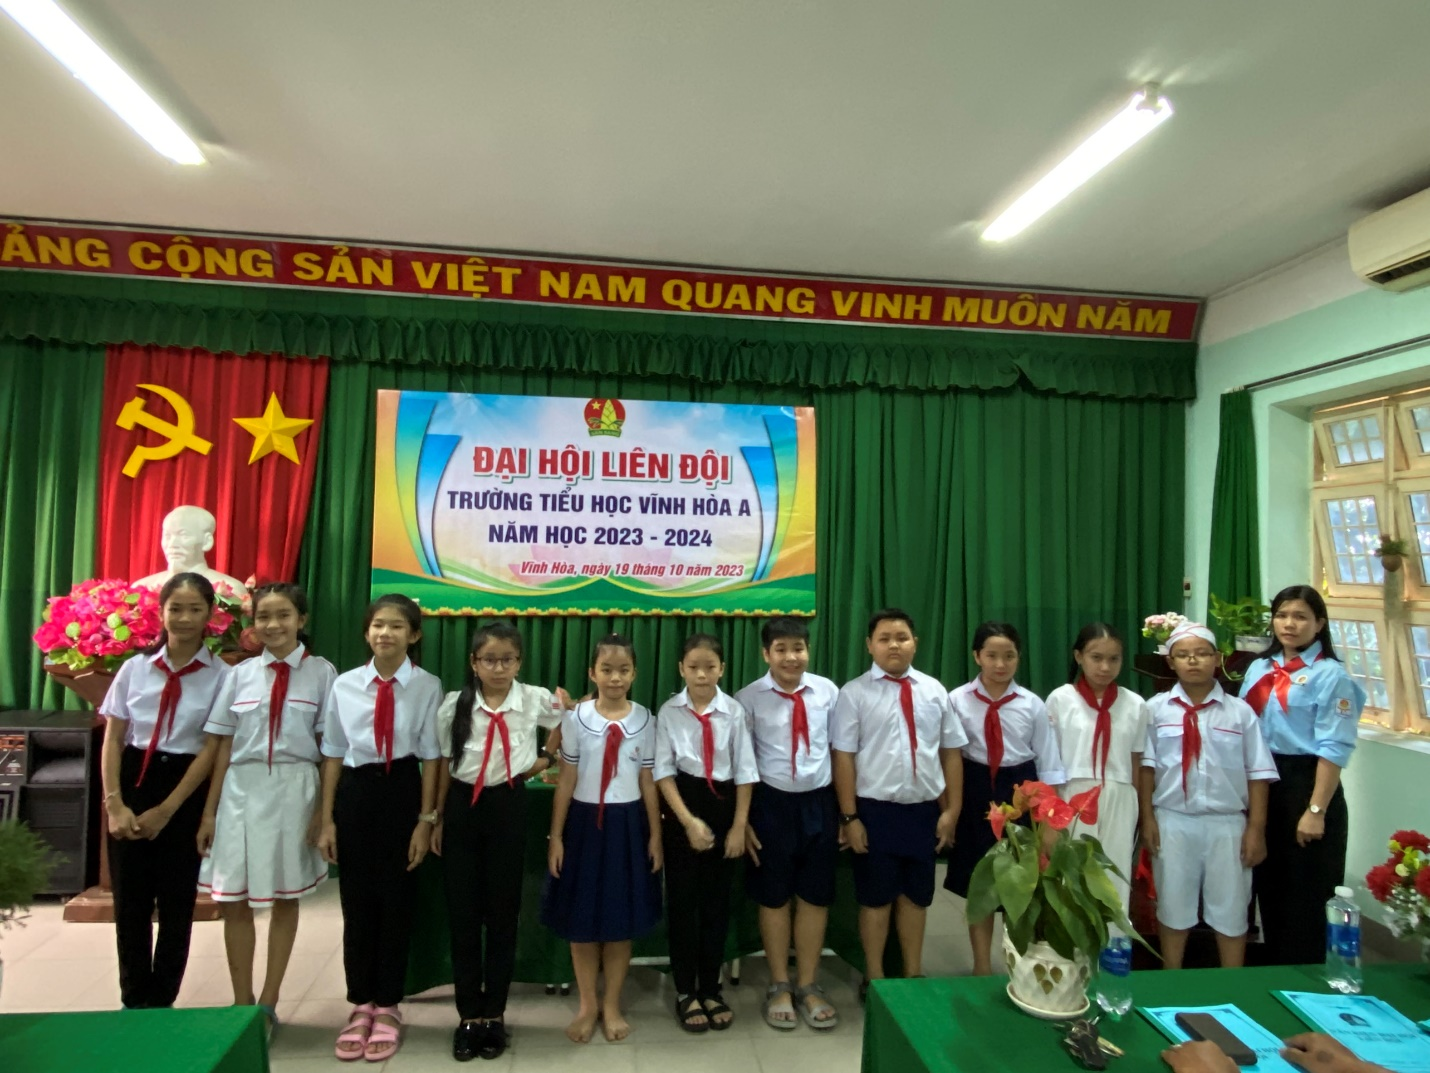 ẢNG CỘNG SẢN VIỆT NAM QUANG VINH MUÔN NĂM
ĐẠI HỘI LIÊN ĐỘI
TRƯỜNG TIỂU HỌC VĨNH HÒA A
NĂM HỌC 2023 - 2024
Vĩnh Hòa, ngày 19 tháng 10 năm 2023